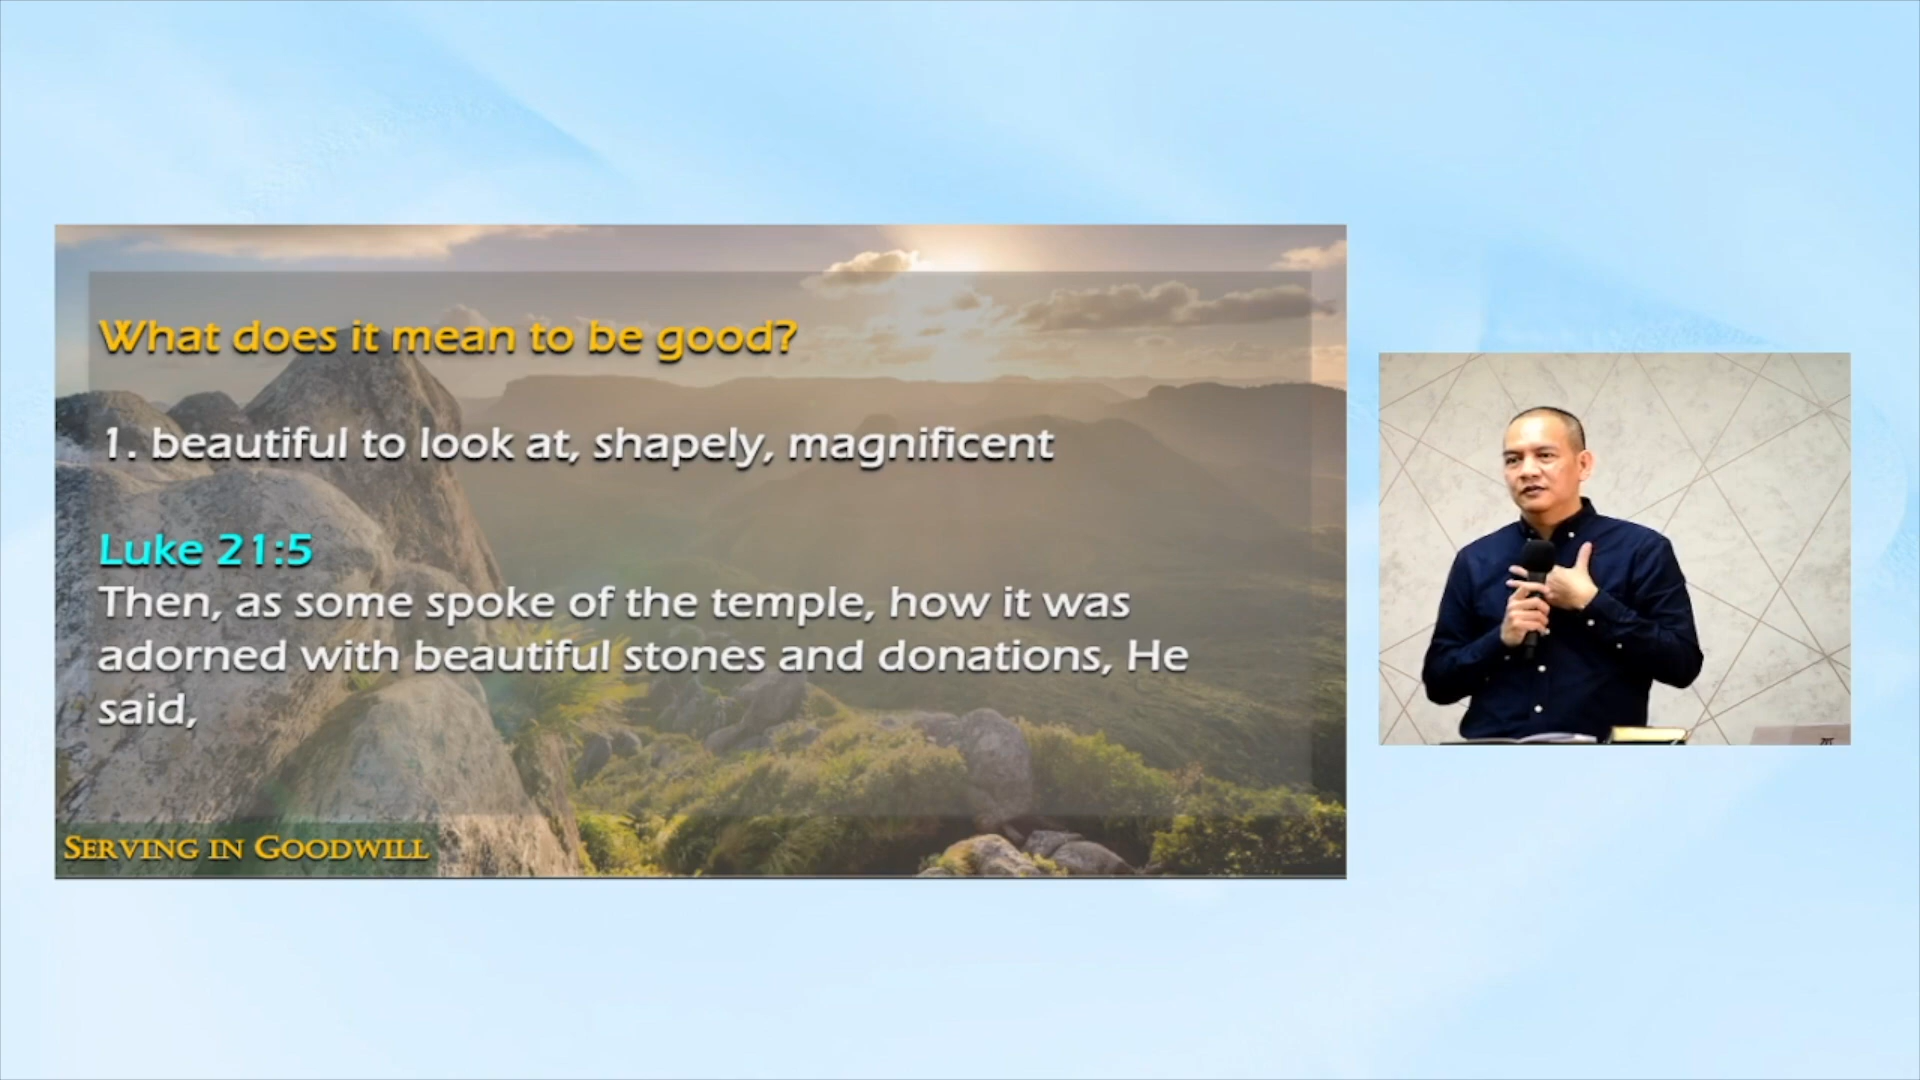 What does it mean to be good?
1. beautiful to look at, shapely, magnificent
Luke 21:5
Then, as some spoke of the temple, how it was
adorned with beautiful stones and donations, He
said,
SERVING IN GOODWILL